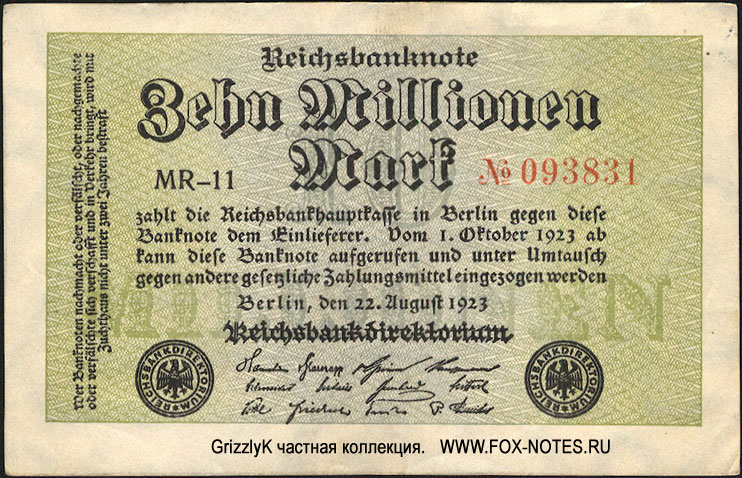 Reichsbanknote
Zehn Millionen
Mark
MR-11
№ 093831
zahlt die Reichsbankhauptkasse in Berlin gegen diese
Banknote dem Einlieferer. Vom 1. Oktober 1923 ab
kann diese Banknote aufgerufen und unter Umtausch
gegen andere gesetzliche Zahlungsmittel eingezogen werden
Berlin, den 22. August 1923
Reichsbankdirektorium
REICHSBANKDIREKTORIUM
REICHSBANKDIREKTORIUM
Wer Banknoten nachmacht oder verfälscht, oder nachgemachte
oder verfälschte sich verschafft und in Verkehr bringt, wird mit
Zuchthaus nicht unter zwei Jahren bestraft
GrizzlyK частная коллекция. WWW.FOX-NOTES.RU